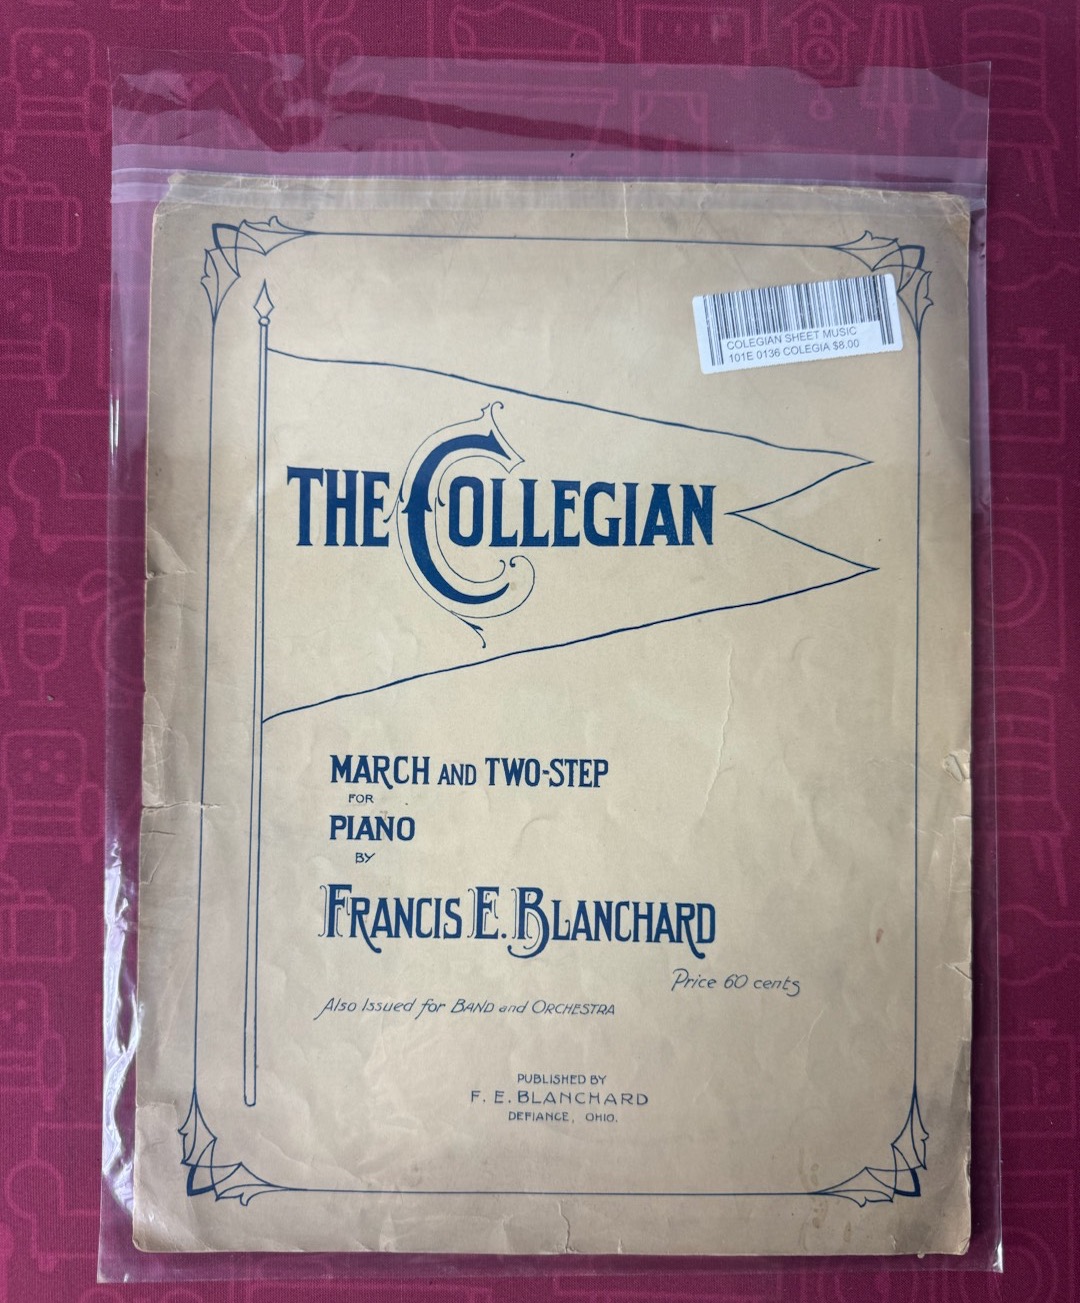 COLEGIAN SHEET MUSIC
101E 0136 COLEGIA $8.00
THE COLLEGIAN
MARCH AND TWO-STEP
FOR
PIANO
BY
FRANCIS E. BLANCHARD
Price 60 cents
Also Issued for BAND and ORCHESTRA
PUBLISHED BY
F. E. BLANCHARD
DEFIANCE, OHIO.